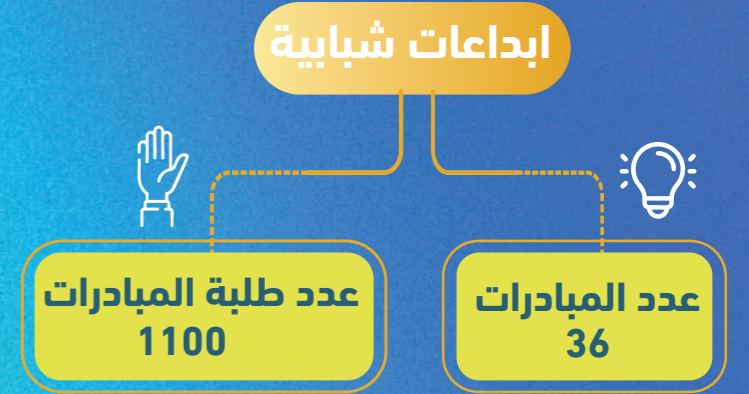 ابداعات شبابية
عدد المبادرات
36
عدد طلبة المبادرات
1100